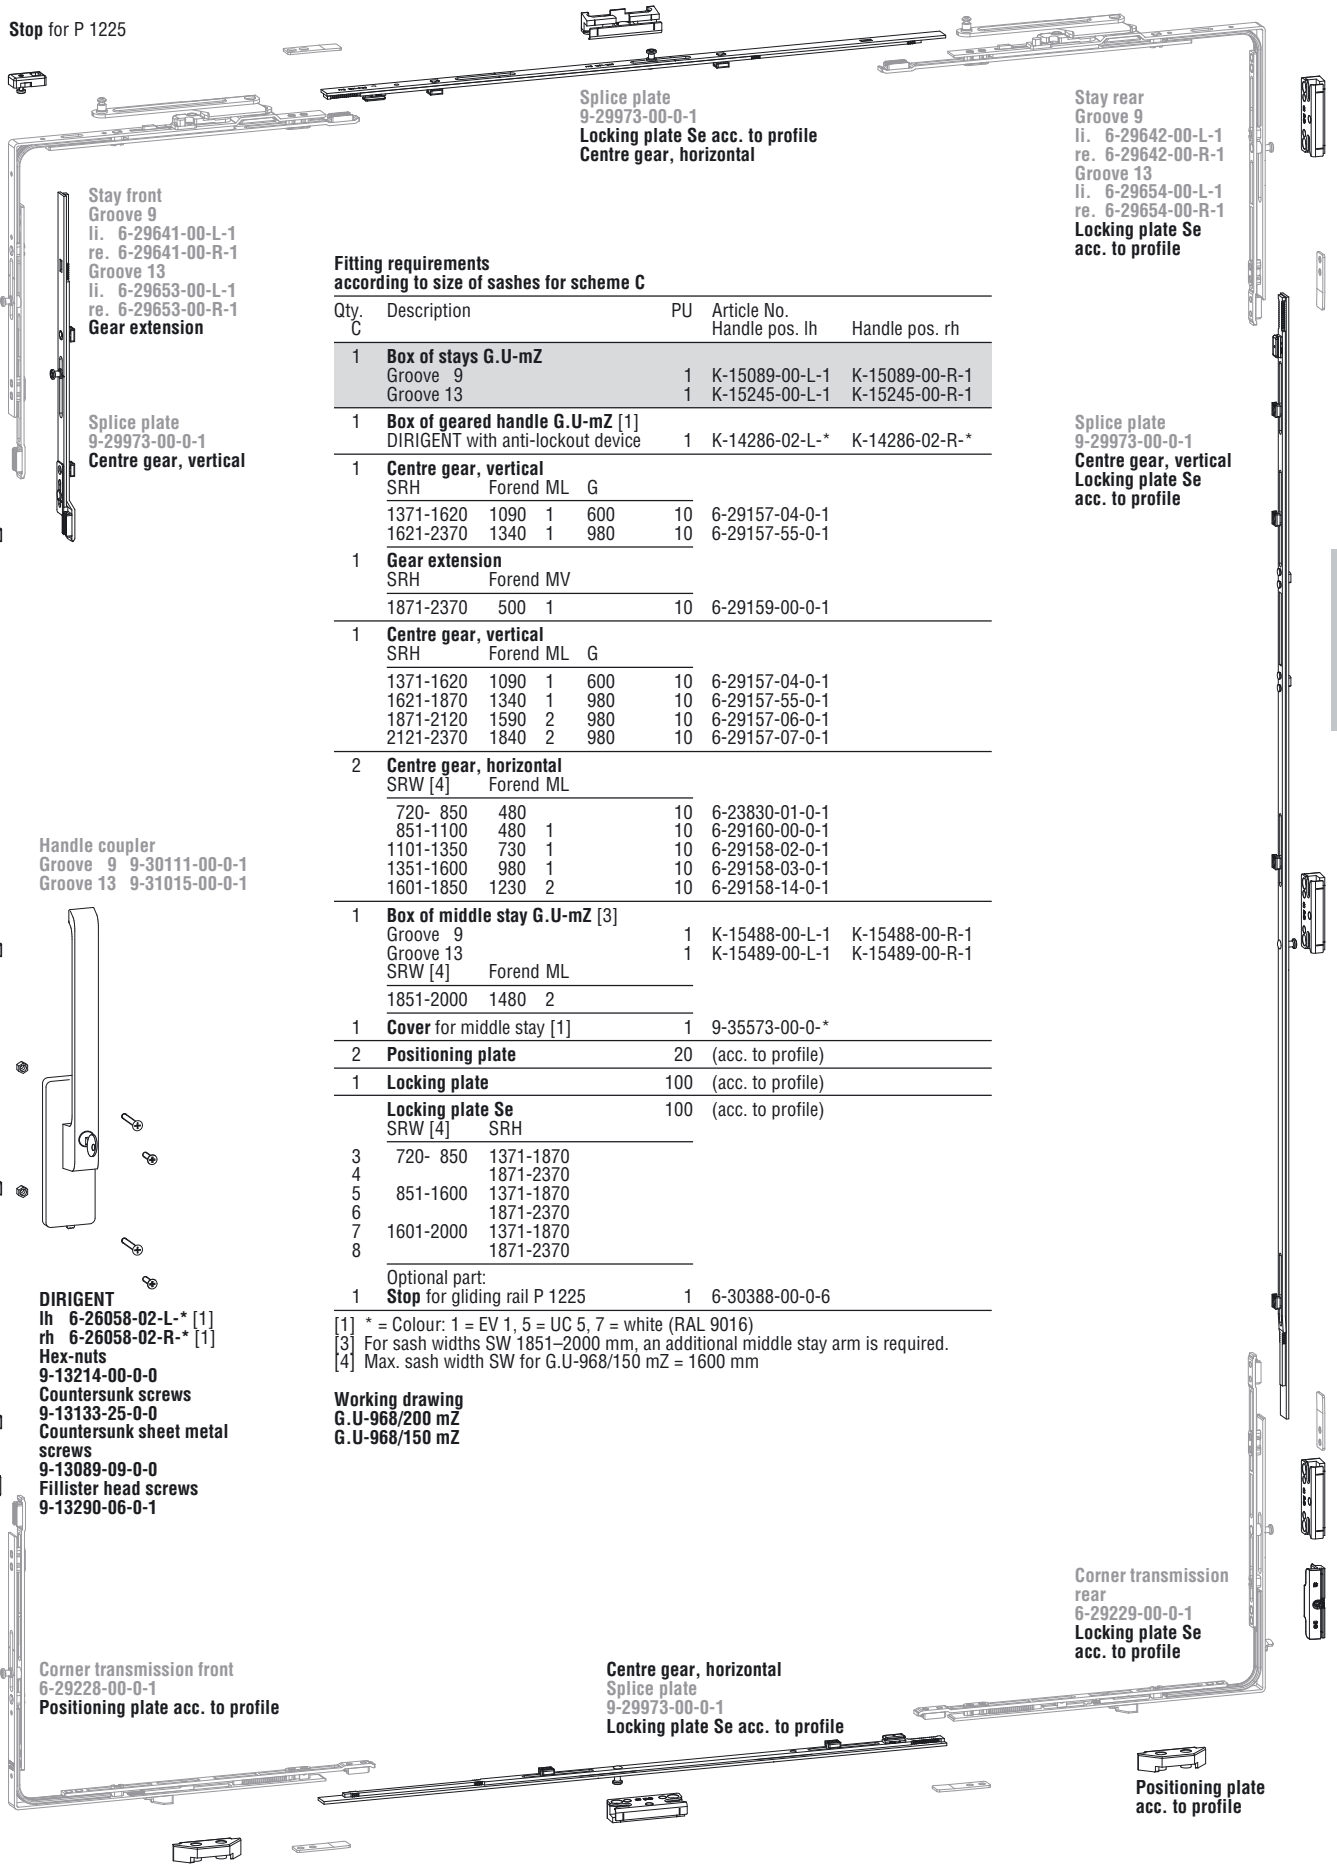 Stop for P 1225
Splice plate
9-29973-00-0-1
Locking plate Se acc. to profile
Centre gear, horizontal
Stay rear
Groove 9
li. 6-29642-00-L-1
re. 6-29642-00-R-1
Groove 13
li. 6-29654-00-L-1
re. 6-29654-00-R-1
Locking plate Se
acc. to profile
Stay front
Groove 9
li. 6-29641-00-L-1
re. 6-29641-00-R-1
Groove 13
li. 6-29653-00-L-1
re. 6-29653-00-R-1
Gear extension
Splice plate
9-29973-00-0-1
Centre gear, vertical
Fitting requirements
according to size of sashes for scheme C
Qty. Description PU Article No.
C Handle pos. lh Handle pos. rh
1 Box of stays G.U-mZ
Groove 9 1 K-15089-00-L-1 K-15089-00-R-1
Groove 13 1 K-15245-00-L-1 K-15245-00-R-1
1 Box of geared handle G.U-mZ [1]
DIRIGENT with anti-lockout device 1 K-14286-02-L-* K-14286-02-R-*
1 Centre gear, vertical
SRH Forend ML G
1371-1620 1090 1 600 10 6-29157-04-0-1
1621-2370 1340 1 980 10 6-29157-55-0-1
1 Gear extension
SRH Forend MV
1871-2370 500 1 10 6-29159-00-0-1
1 Centre gear, vertical
SRH Forend ML G
1371-1620 1090 1 600 10 6-29157-04-0-1
1621-1870 1340 1 980 10 6-29157-55-0-1
1871-2120 1590 2 980 10 6-29157-06-0-1
2121-2370 1840 2 980 10 6-29157-07-0-1
2 Centre gear, horizontal
SRW [4] Forend ML
720- 850 480 10 6-23830-01-0-1
851-1100 480 1 10 6-29160-00-0-1
1101-1350 730 1 10 6-29158-02-0-1
1351-1600 980 1 10 6-29158-03-0-1
1601-1850 1230 2 10 6-29158-14-0-1
1 Box of middle stay G.U-mZ [3]
Groove 9 1 K-15488-00-L-1 K-15488-00-R-1
Groove 13 1 K-15489-00-L-1 K-15489-00-R-1
SRW [4] Forend ML
1851-2000 1480 2
1 Cover for middle stay [1] 1 9-35573-00-0-*
2 Positioning plate 20 (acc. to profile)
1 Locking plate 100 (acc. to profile)
Locking plate Se 100 (acc. to profile)
SRW [4] SRH
3 720- 850 1371-1870
4 1871-2370
5 851-1600 1371-1870
6 1871-2370
7 1601-2000 1371-1870
8 1871-2370
Optional part:
1 Stop for gliding rail P 1225 1 6-30388-00-0-6
[1] * = Colour: 1 = EV 1, 5 = UC 5, 7 = white (RAL 9016)
[3] For sash widths SW 1851–2000 mm, an additional middle stay arm is required.
[4] Max. sash width SW for G.U-968/150 mZ = 1600 mm
Working drawing
G.U-968/200 mZ
G.U-968/150 mZ
Splice plate
9-29973-00-0-1
Centre gear, vertical
Locking plate Se
acc. to profile
Handle coupler
Groove 9 9-30111-00-0-1
Groove 13 9-31015-00-0-1
DIRIGENT
lh 6-26058-02-L-* [1]
rh 6-26058-02-R-* [1]
Hex-nuts
9-13214-00-0-0
Countersunk screws
9-13133-25-0-0
Countersunk sheet metal
screws
9-13089-09-0-0
Fillister head screws
9-13290-06-0-1
Corner transmission
rear
6-29229-00-0-1
Locking plate Se
acc. to profile
Corner transmission front
6-29228-00-0-1
Positioning plate acc. to profile
Centre gear, horizontal
Splice plate
9-29973-00-0-1
Locking plate Se acc. to profile
Positioning plate
acc. to profile